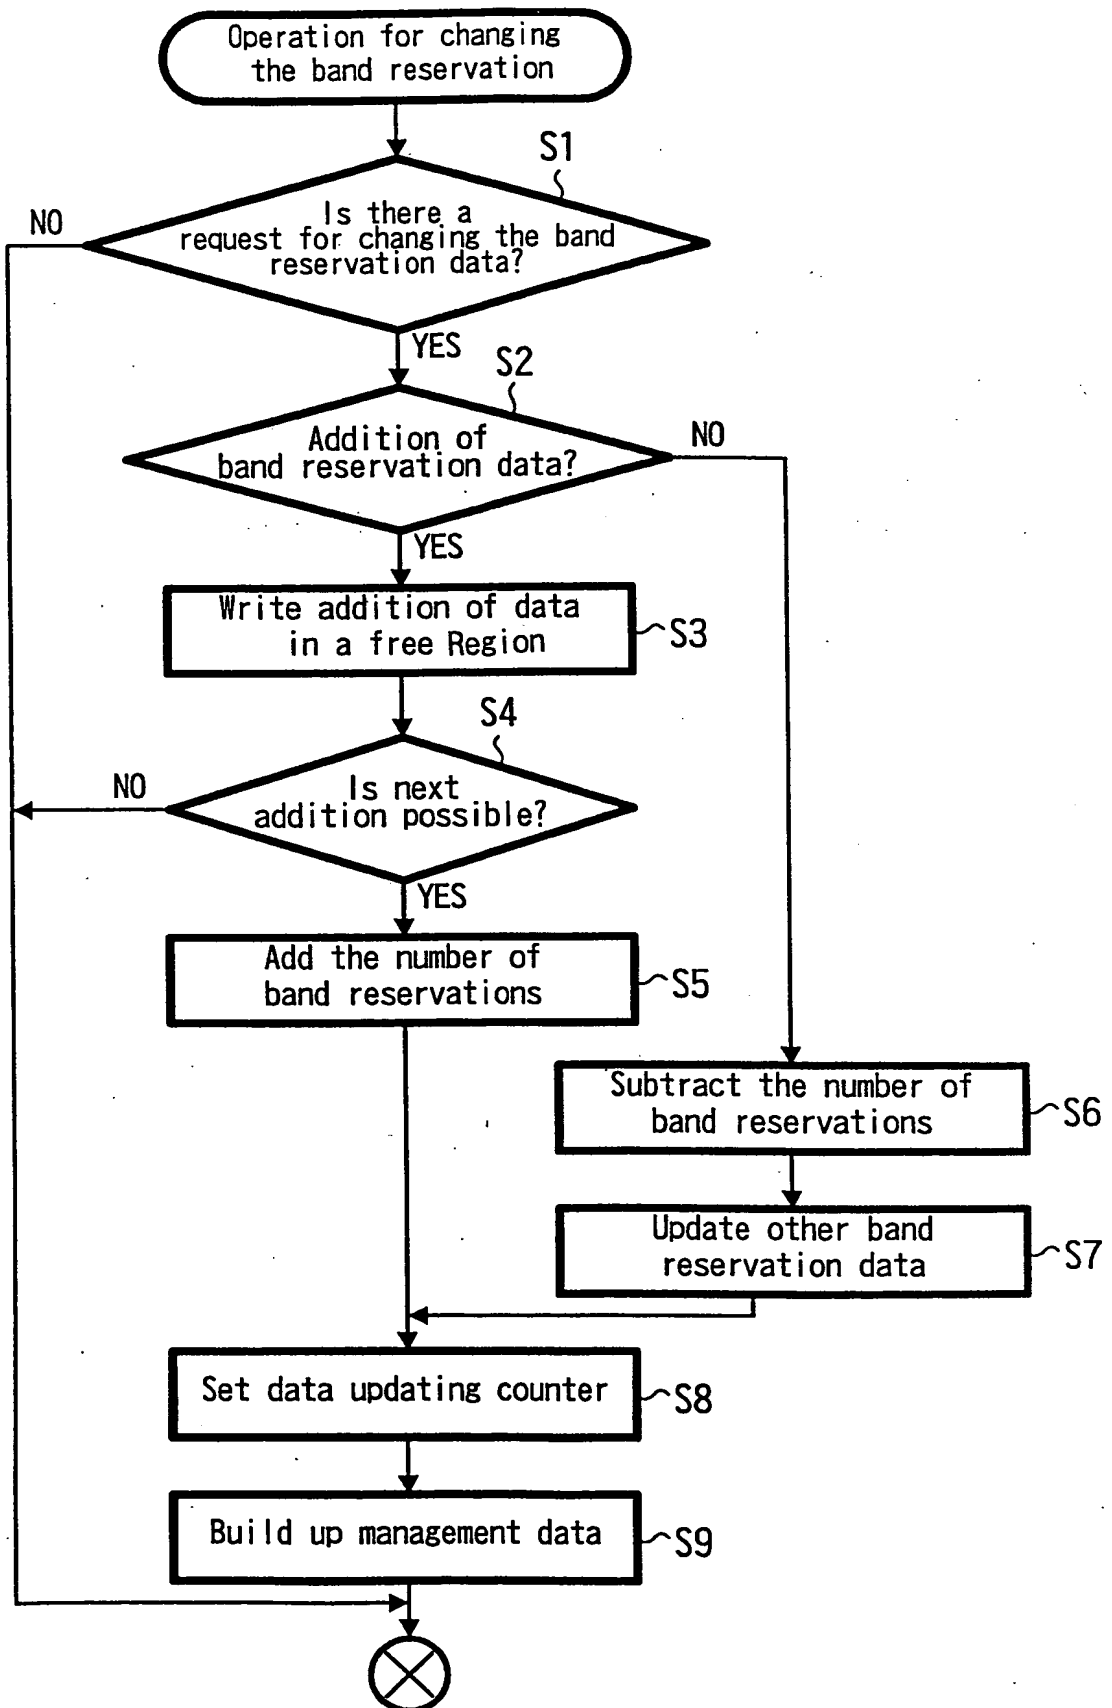 Operation for changing
the band reservation
S1
Is there a
request for changing the band
reservation data?
NO
YES
S2
Addition of
band reservation data?
NO
YES
Write addition of data
in a free Region
S3
S4
Is next
addition possible?
NO
YES
Add the number of
band reservations
S5
Subtract the number of
band reservations
S6
Update other band
reservation data
S7
Set data updating counter
S8
Build up management data
S9